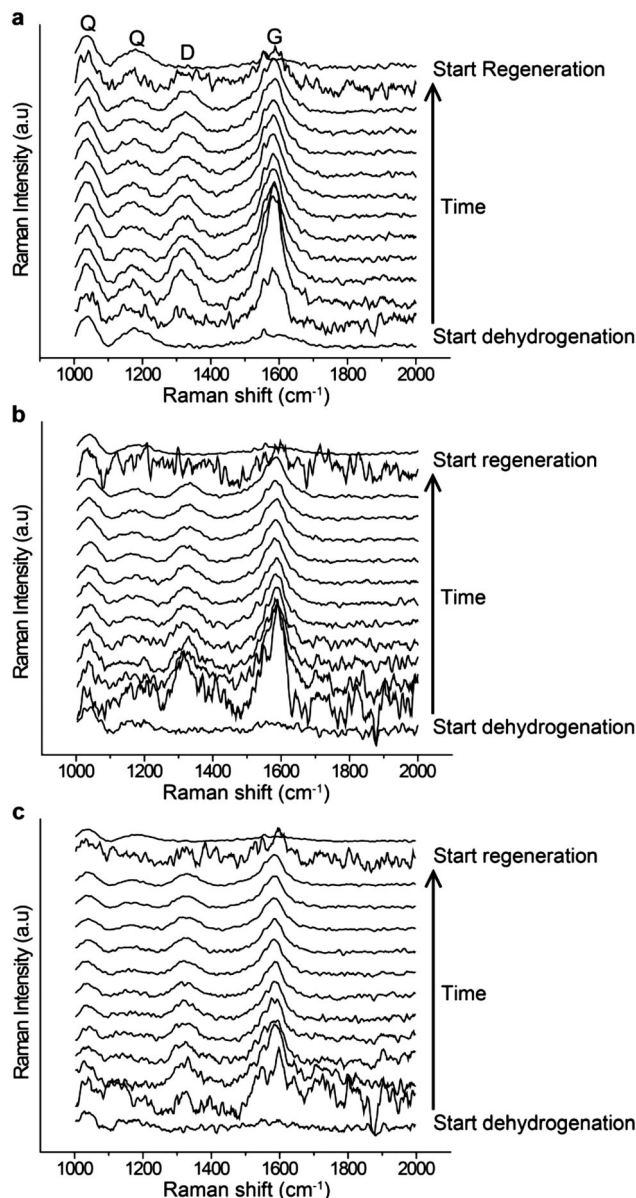 a
Q Q D G
Start Regeneration
Raman Intensity (a.u)
Time
Start dehydrogenation
1000 1200 1400 1600 1800 2000
Raman shift (cm⁻¹)
b
Start regeneration
Raman Intensity (a.u)
Time
Start dehydrogenation
1000 1200 1400 1600 1800 2000
Raman shift (cm⁻¹)
c
Start regeneration
Raman Intensity (a.u)
Time
Start dehydrogenation
1000 1200 1400 1600 1800 2000
Raman shift (cm⁻¹)